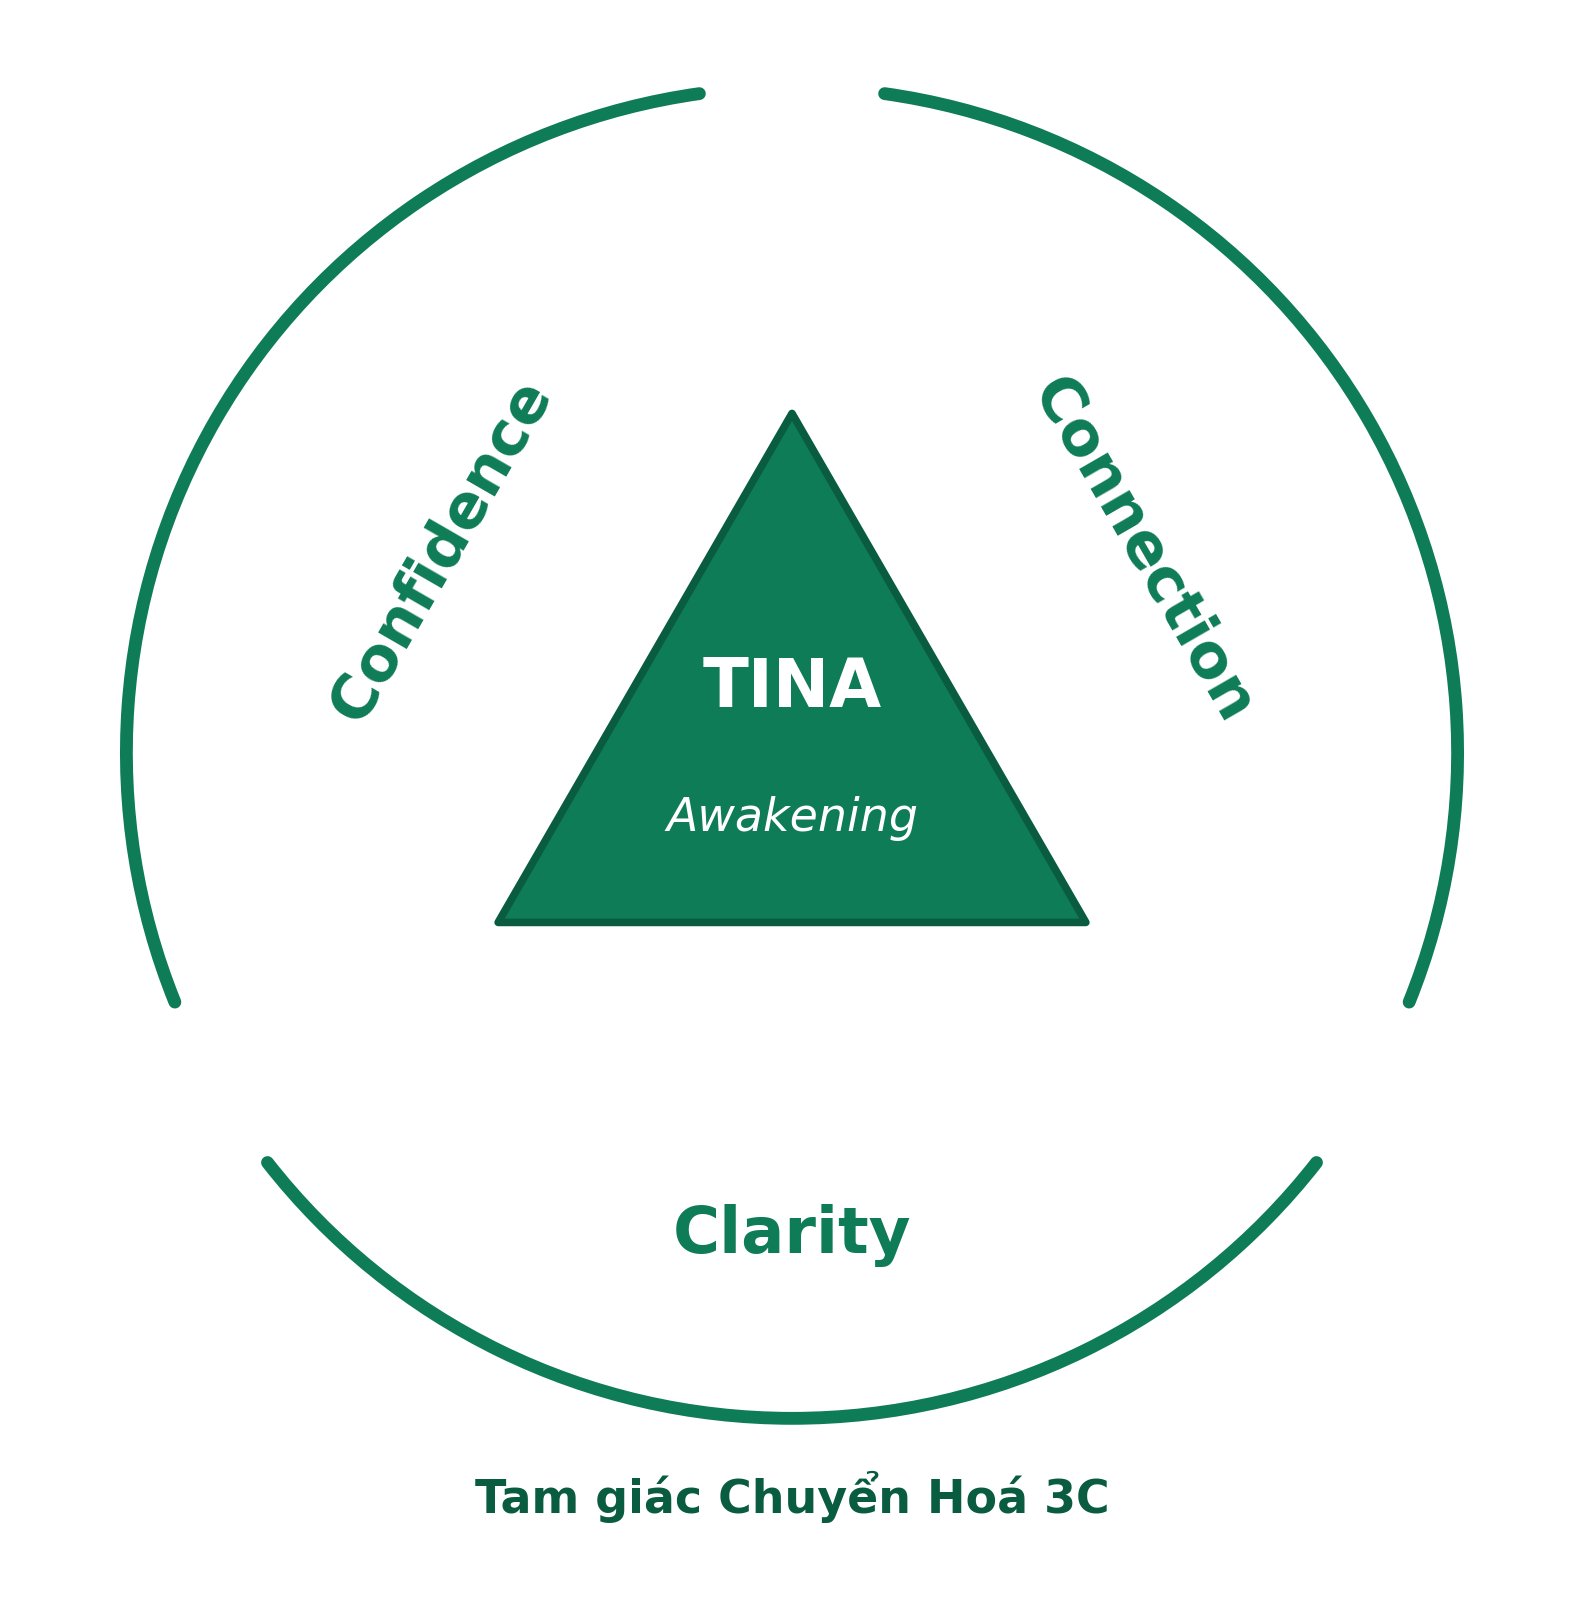 Confidence
Connection
TINA
Awakening
Clarity
Tam giác Chuyển Hoá 3C